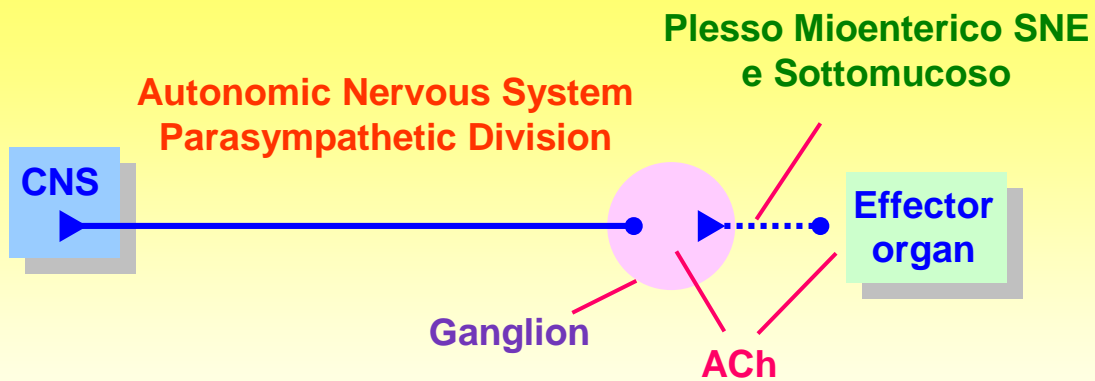 Plesso Mioenterico SNE
e Sottomucoso
Autonomic Nervous System
Parasympathetic Division
CNS
Effector
organ
Ganglion
ACh